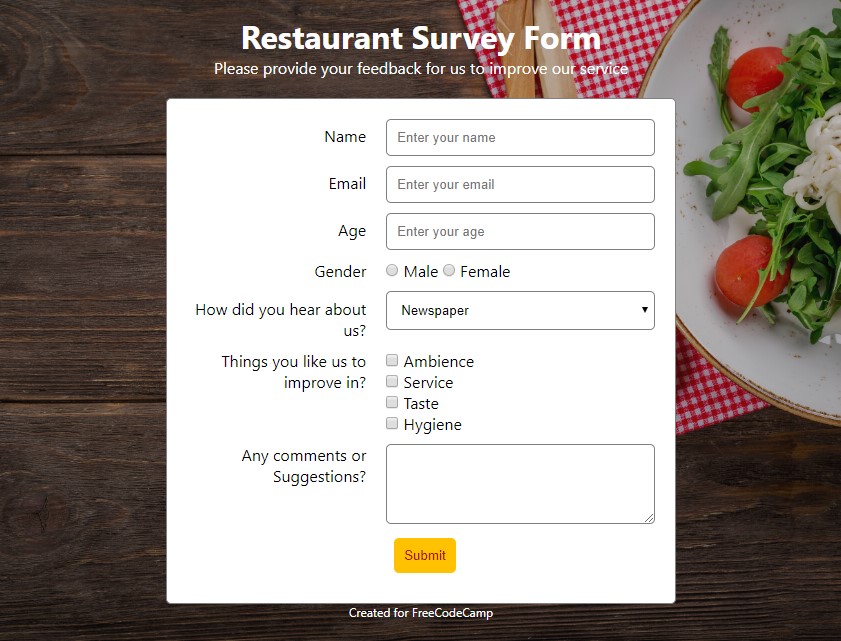 Restaurant Survey Form
Please provide your feedback for us to improve our service
Name Enter your name
Email Enter your email
Age Enter your age
Gender Male Female
How did you hear about Newspaper
us?
Things you like us to Ambience
improve in? Service
Taste
Hygiene
Any comments or
Suggestions?
Submit
Created for FreeCodeCamp